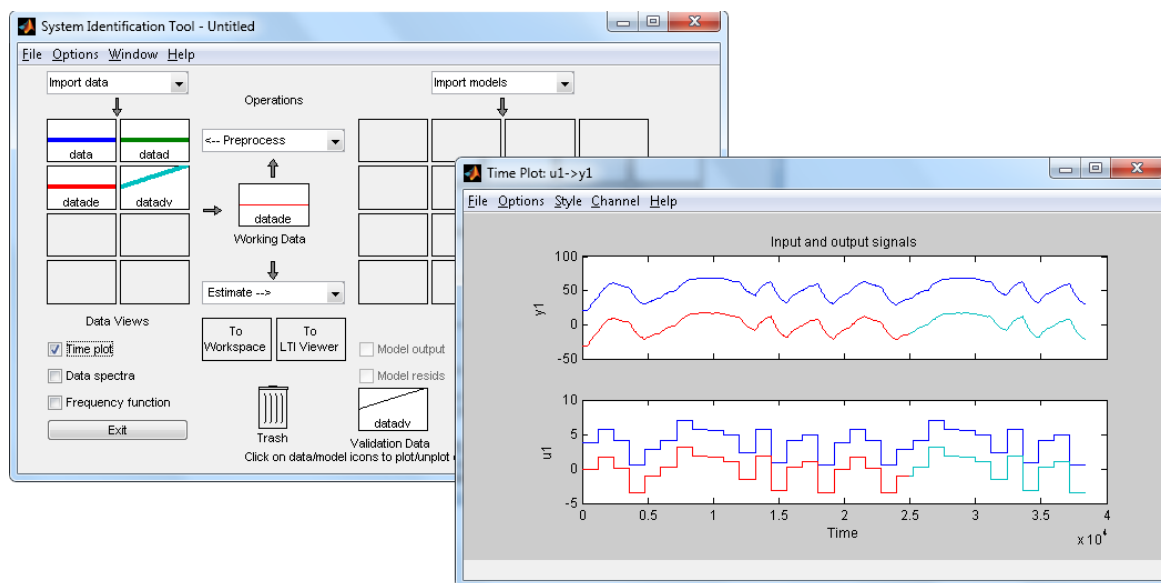 System Identification Tool - Untitled
File Options Window Help
Import data
Import models
Operations
<-- Preprocess
data
datad
datade
datadv
datade
Working Data
Estimate -->
Data Views
Time plot
Data spectra
Frequency function
Exit
To Workspace
To LTI Viewer
Model output
Model resids
Trash
datadv
Validation Data
Click on data/model icons to plot/unplot
Time Plot: u1->y1
File Options Style Channel Help
Input and output signals
y1
100
50
0
-50
u1
10
5
0
-5
0 0.5 1 1.5 2 2.5 3 3.5 4
Time
x 10^4